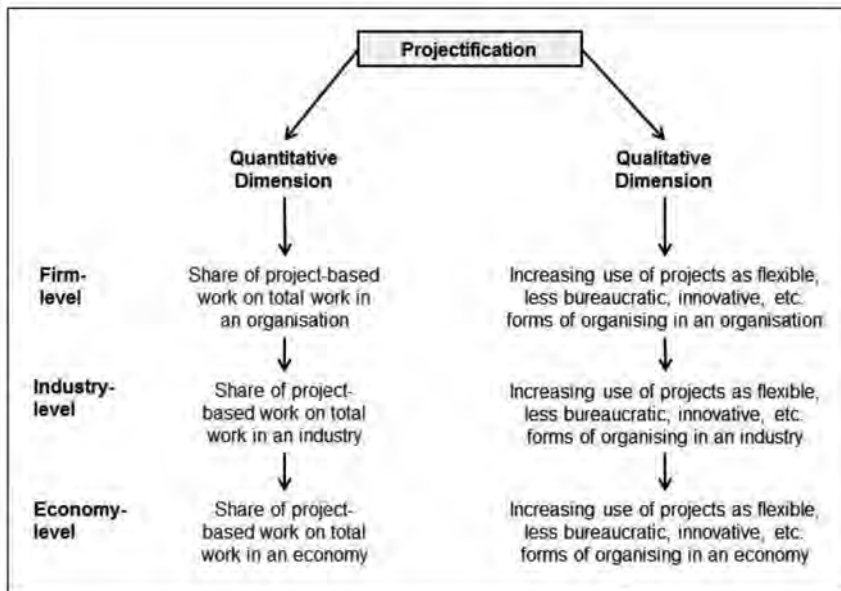 Projectification
Quantitative
Dimension
Qualitative
Dimension
Firm-
level
Share of project-based
work on total work in
an organisation
Increasing use of projects as flexible,
less bureaucratic, innovative, etc.
forms of organising in an organisation
Industry-
level
Share of project-
based work on total
work in an industry
Increasing use of projects as flexible,
less bureaucratic, innovative, etc.
forms of organising in an industry
Economy-
level
Share of project-
based work on total
work in an economy
Increasing use of projects as flexible,
less bureaucratic, innovative, etc.
forms of organising in an economy